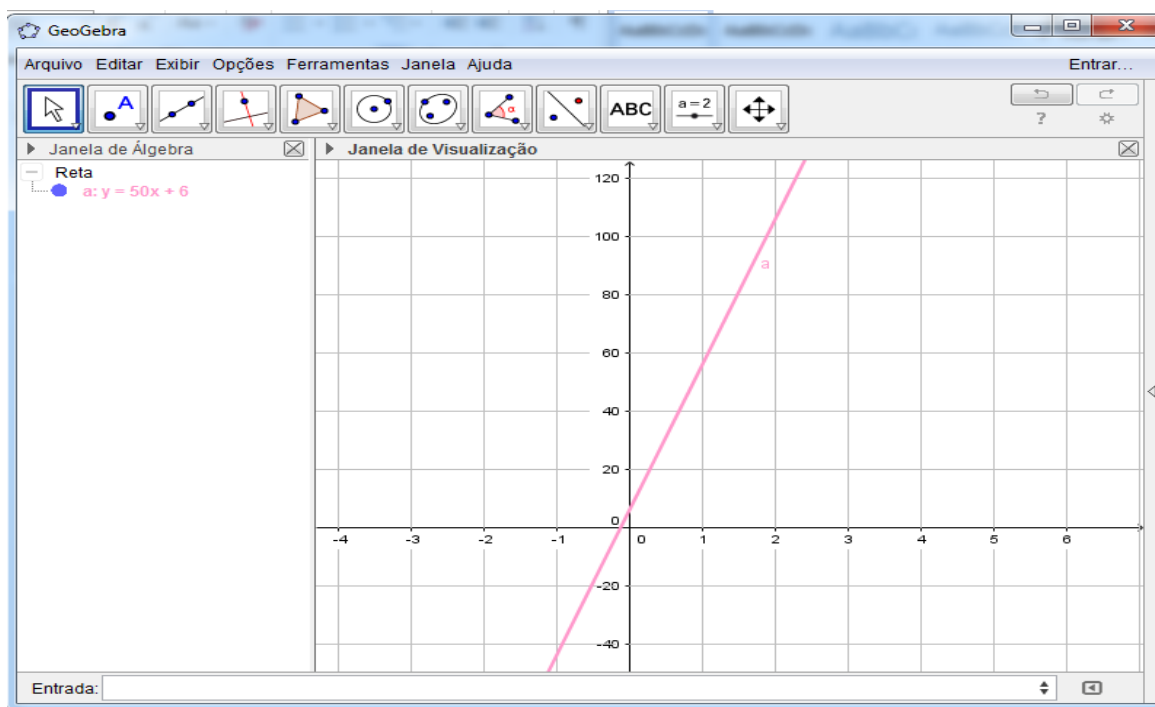 GeoGebra
Arquivo Editar Exibir Opções Ferramentas Janela Ajuda
Entrar...
A
α
ABC
a = 2
?
Janela de Álgebra
Janela de Visualização
Reta
a: y = 50x + 6
120
100
a
80
60
40
20
0
-4 -3 -2 -1 0 1 2 3 4 5 6
-20
-40
Entrada: